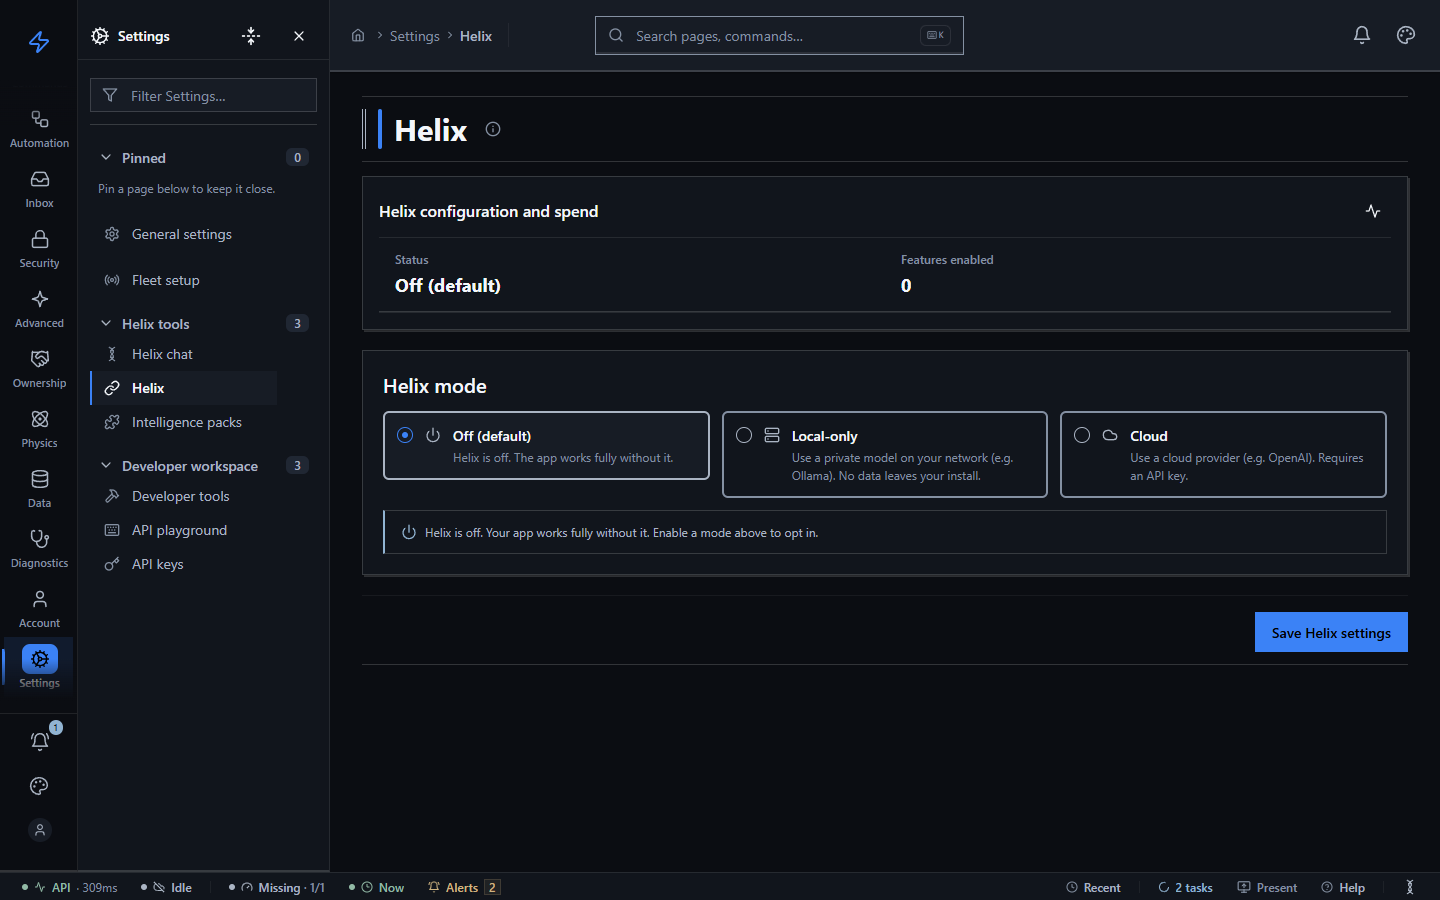 Settings
Filter Settings...
Automation
Inbox
Security
Advanced
Ownership
Physics
Data
Diagnostics
Account
Settings
1
Pinned
0
Pin a page below to keep it close.
General settings
Fleet setup
Helix tools
3
Helix chat
Helix
Intelligence packs
Developer workspace
3
Developer tools
API playground
API keys
Settings
Helix
Search pages, commands...
K
Helix
Helix configuration and spend
Status
Off (default)
Features enabled
0
Helix mode
Off (default)
Helix is off. The app works fully without it.
Local-only
Use a private model on your network (e.g.
Ollama). No data leaves your install.
Cloud
Use a cloud provider (e.g. OpenAI). Requires
an API key.
Helix is off. Your app works fully without it. Enable a mode above to opt in.
Save Helix settings
API · 309ms
Idle
Missing · 1/1
Now
Alerts 2
Recent
2 tasks
Present
Help